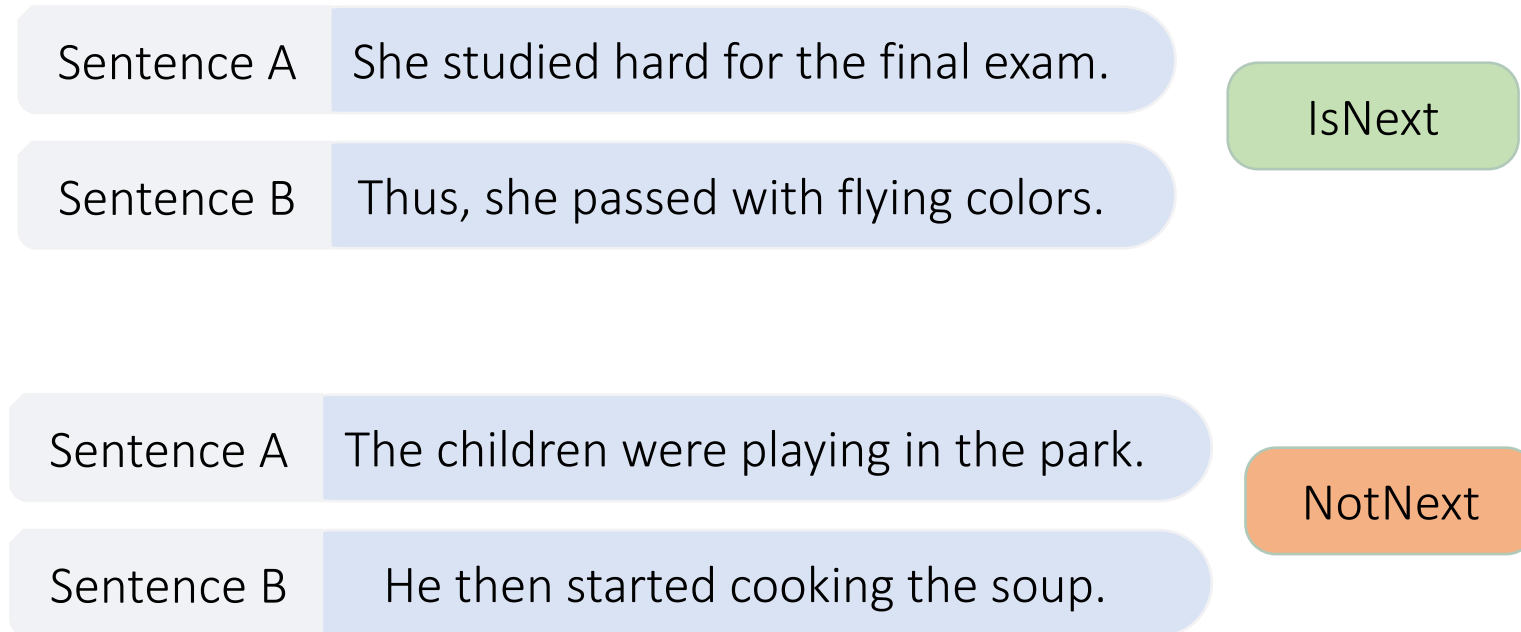 Sentence A She studied hard for the final exam.
IsNext
Sentence B Thus, she passed with flying colors.
Sentence A The children were playing in the park.
NotNext
Sentence B He then started cooking the soup.